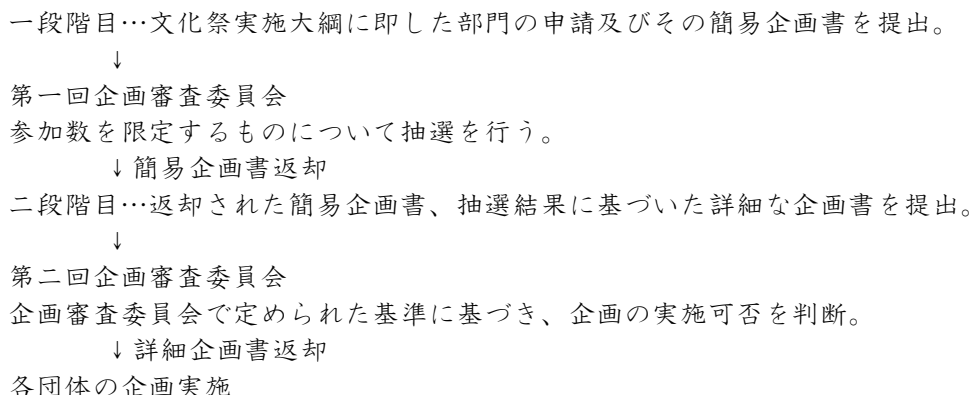 一段階目…文化祭実施大綱に即した部門の申請及びその簡易企画書を提出。
↓
第一回企画審査委員会
参加数を限定するものについて抽選を行う。
↓簡易企画書返却
二段階目…返却された簡易企画書、抽選結果に基づいた詳細な企画書を提出。
↓
第二回企画審査委員会
企画審査委員会で定められた基準に基づき、企画の実施可否を判断。
↓詳細企画書返却
各団体の企画実施